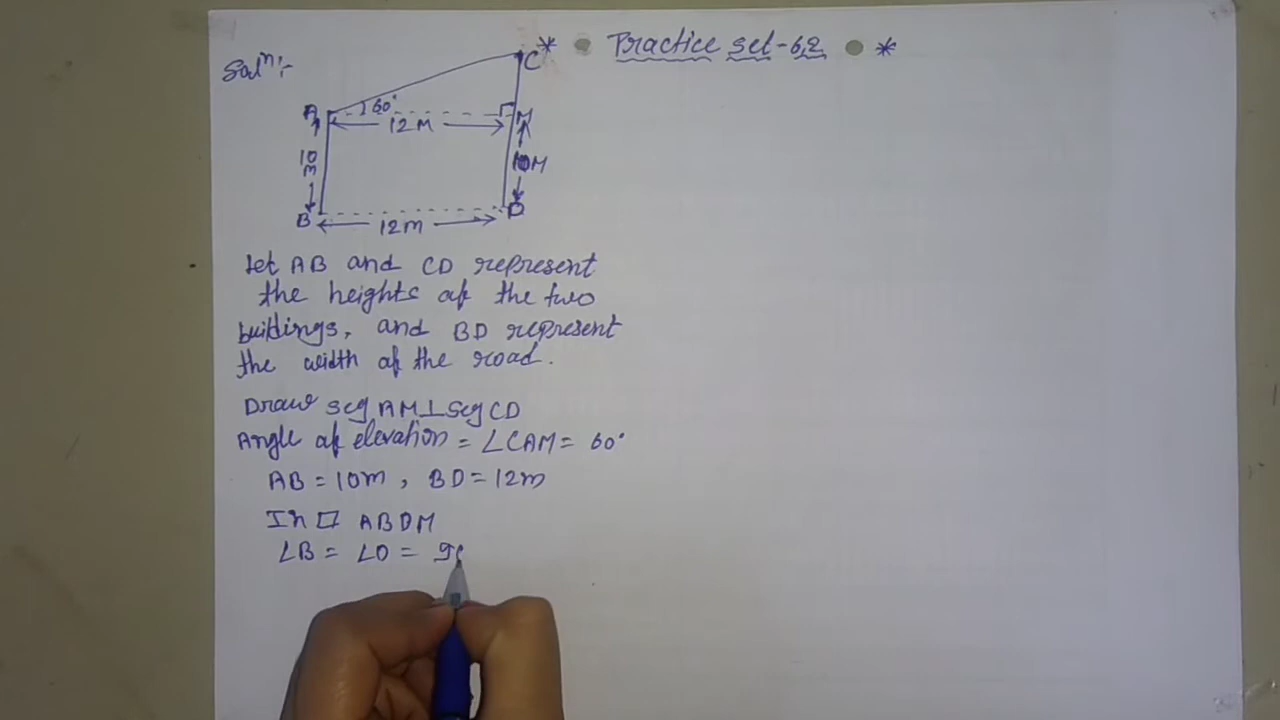 * Practice set-6.2 *
Solⁿ:-
C
A 60° M
12 M
10 m 10M
B D
12m
Let AB and CD represent
the heights of the two
buildings, and BD represent
the width of the road.
Draw seg AM⊥Seg CD
Angle of elevation = ∠CAM = 60°
AB = 10m , BD = 12m
In □ ABDM
∠B = ∠D = 90